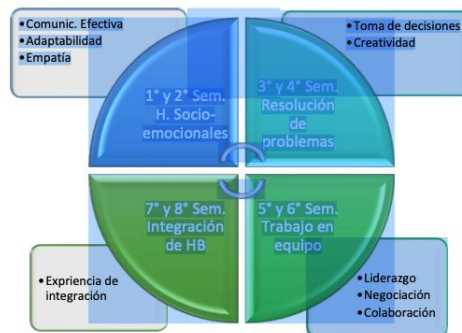 •Comunic. Efectiva
•Adaptabilidad
•Empatía
•Toma de decisiones
•Creatividad
1° y 2° Sem.
H. Socio-
emocionales
3° y 4° Sem.
Resolución
de
problemas
7° y 8° Sem.
Integración
de HB
5° y 6° Sem.
Trabajo en
equipo
•Expriencia de
integración
•Liderazgo
•Negociación
•Colaboración